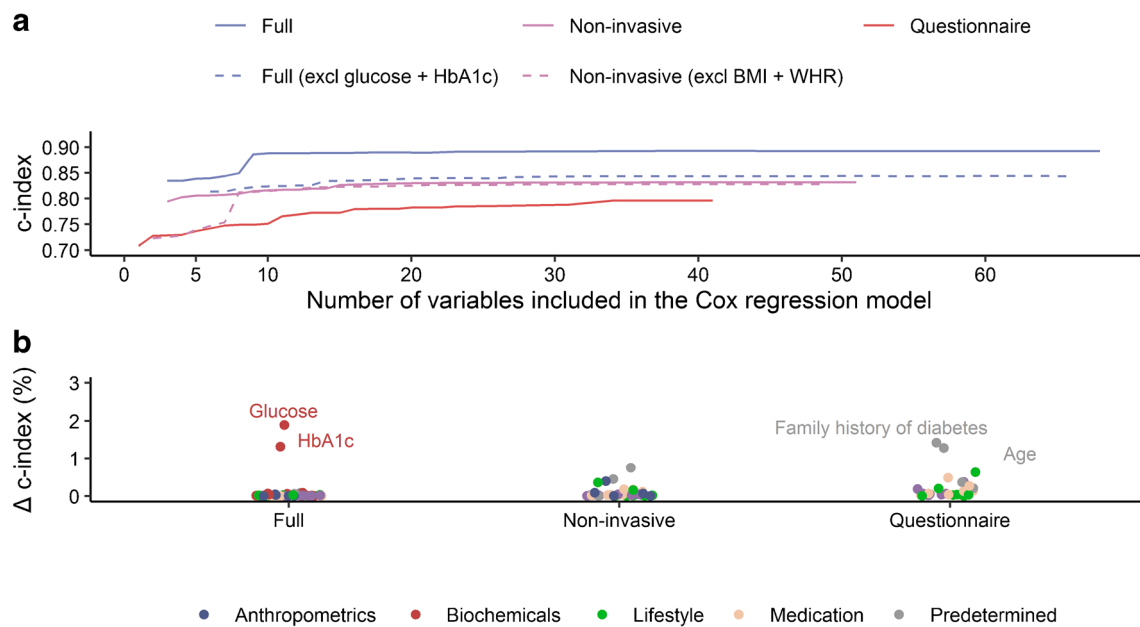 a
Full Non-invasive Questionnaire
Full (excl glucose + HbA1c) Non-invasive (excl BMI + WHR)
c-index
0.90
0.85
0.80
0.75
0.70
0 5 10 20 30 40 50 60
Number of variables included in the Cox regression model
b
Δ c-index (%)
3
2
1
0
Glucose
HbA1c
Family history of diabetes
Age
Full Non-invasive Questionnaire
Anthropometrics Biochemicals Lifestyle Medication Predetermined